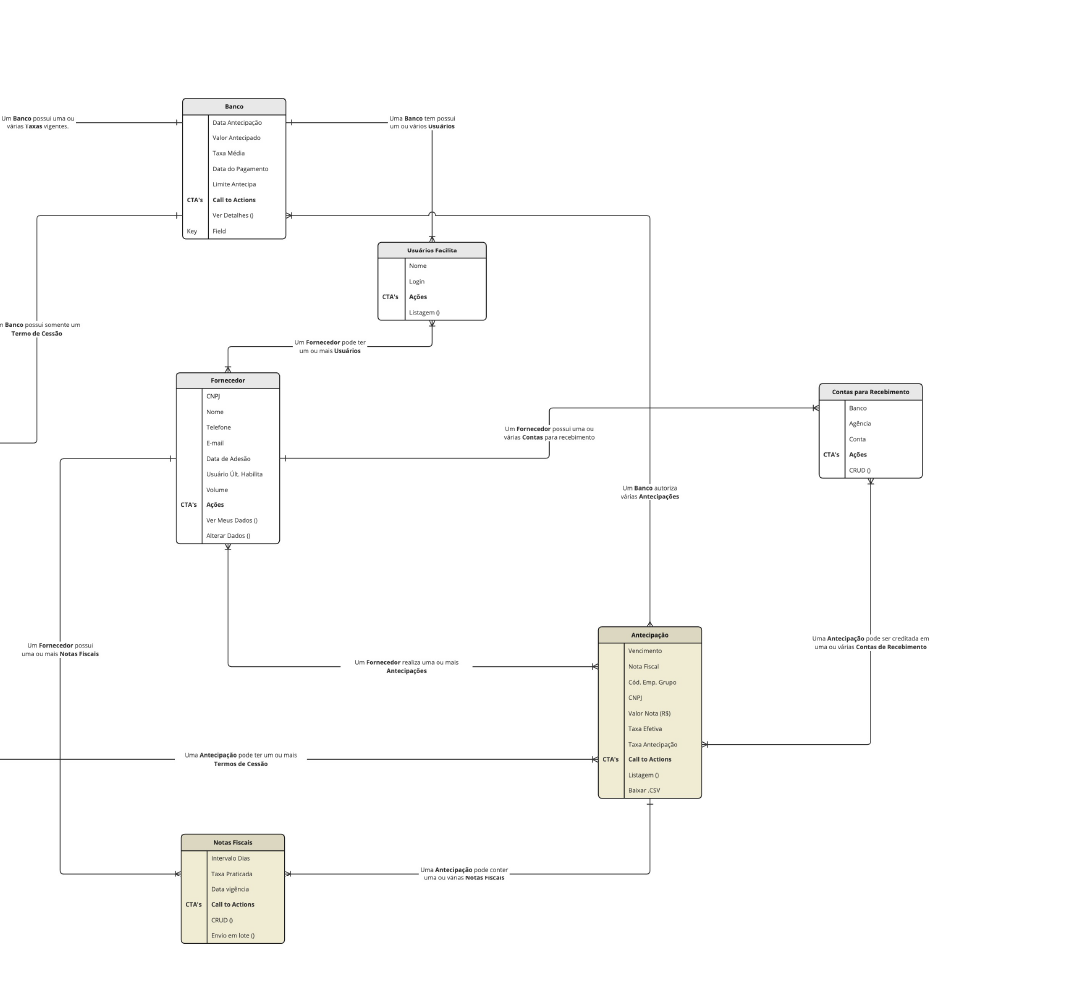 Banco
Um Banco possui uma ou
várias Taxas vigentes.
Data Antecipação
Valor Antecipado
Taxa Média
Data do Pagamento
Limite Antecipa
CTA's Call to Actions
Ver Detalhes ()
Key Field
Uma Banco tem possui
um ou vários Usuários
Usuários Facilita
Nome
Login
CTA's Ações
Listagem ()
Banco possui somente um
Termo de Cessão
Um Fornecedor pode ter
um ou mais Usuários
Fornecedor
CNPJ
Nome
Telefone
E-mail
Data de Adesão
Usuário Últ. Habilita
Volume
CTA's Ações
Ver Meus Dados ()
Alterar Dados ()
Contas para Recebimento
Banco
Agência
Conta
CTA's Ações
CRUD ()
Um Fornecedor possui uma ou
várias Contas para recebimento
Um Banco autoriza
várias Antecipações
Um Fornecedor possui
uma ou mais Notas Fiscais
Um Fornecedor realiza uma ou mais
Antecipações
Antecipação
Vencimento
Nota Fiscal
Cód. Emp. Grupo
CNPJ
Valor Nota (R$)
Taxa Efetiva
Taxa Antecipação
CTA's Call to Actions
Listagem ()
Baixar .CSV
Uma Antecipação pode ser creditada em
uma ou várias Contas de Recebimento
Uma Antecipação pode ter um ou mais
Termos de Cessão
Notas Fiscais
Intervalo Dias
Taxa Praticada
Data vigência
CTA's Call to Actions
CRUD ()
Envio em lote ()
Uma Antecipação pode conter
uma ou várias Notas Fiscais